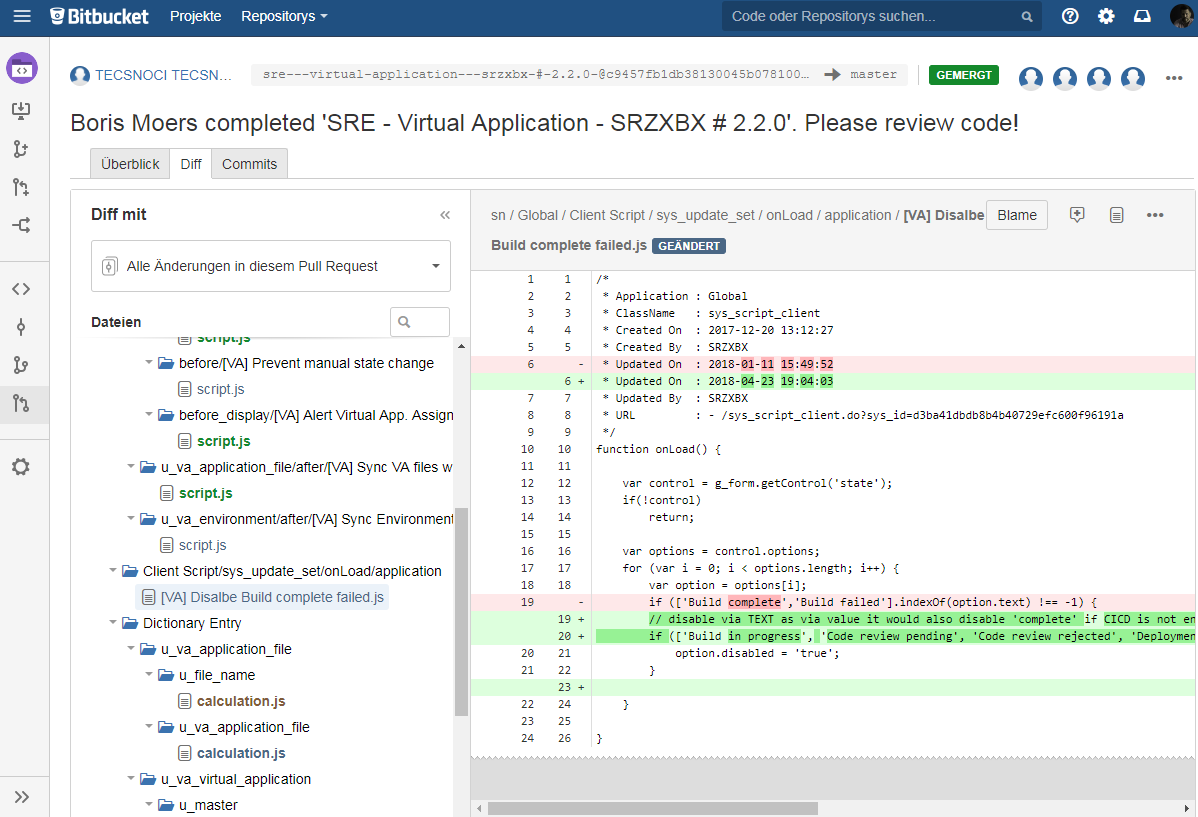 Bitbucket Projekte Repositorys Code oder Repositorys suchen...
TECSNOCI TECSN... sre---virtual-application---srzxbx-#-2.2.0-@c9457fb1db38130045b078100... master GEMERGT
Boris Moers completed 'SRE - Virtual Application - SRZXBX # 2.2.0'. Please review code!
Überblick Diff Commits
Diff mit
Alle Änderungen in diesem Pull Request
Dateien
script.js
before/[VA] Prevent manual state change
script.js
before_display/[VA] Alert Virtual App. Assign
script.js
u_va_application_file/after/[VA] Sync VA files w
script.js
u_va_environment/after/[VA] Sync Environment
script.js
Client Script/sys_update_set/onLoad/application
[VA] Disalbe Build complete failed.js
Dictionary Entry
u_va_application_file
u_file_name
calculation.js
u_va_application_file
calculation.js
u_va_virtual_application
u_master
sn / Global / Client Script / sys_update_set / onLoad / application / [VA] Disalbe Blame
Build complete failed.js GEÄNDERT
1 1 /*
2 2 * Application : Global
3 3 * ClassName : sys_script_client
4 4 * Created On : 2017-12-20 13:12:27
5 5 * Created By : SRZXBX
6 - * Updated On : 2018-01-11 15:49:52
6 + * Updated On : 2018-04-23 19:04:03
7 7 * Updated By : SRZXBX
8 8 * URL : - /sys_script_client.do?sys_id=d3ba41dbdb8b4b40729efc600f96191a
9 9 */
10 10 function onLoad() {
11 11
12 12 var control = g_form.getControl('state');
13 13 if(!control)
14 14 return;
15 15
16 16 var options = control.options;
17 17 for (var i = 0; i < options.length; i++) {
18 18 var option = options[i];
19 - if (['Build complete','Build failed'].indexOf(option.text) !== -1) {
19 + // disable via TEXT as via value it would also disable 'complete' if CICD is not en
20 + if (['Build in progress', 'Code review pending', 'Code review rejected', 'Deploymen
20 21 option.disabled = 'true';
21 22 }
23 +
22 24 }
23 25
24 26 }